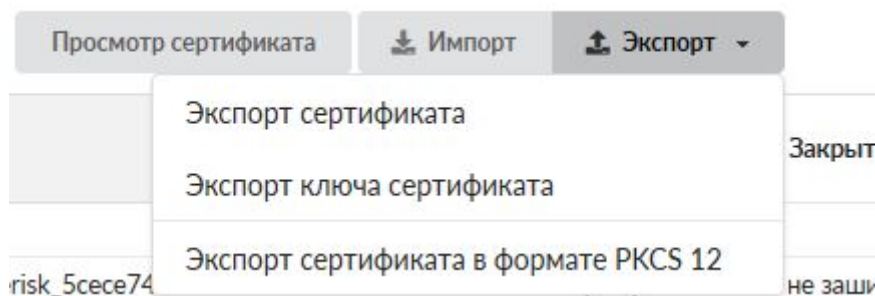 Просмотр сертификата
Импорт
Экспорт
Экспорт сертификата
Закрыт
Экспорт ключа сертификата
Экспорт сертификата в формате PKCS 12
risk_5cece74
не заши